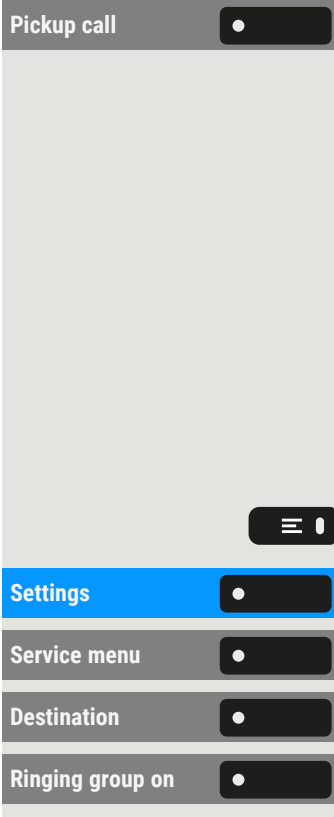 Pickup call
Settings
Service menu
Destination
Ringing group on